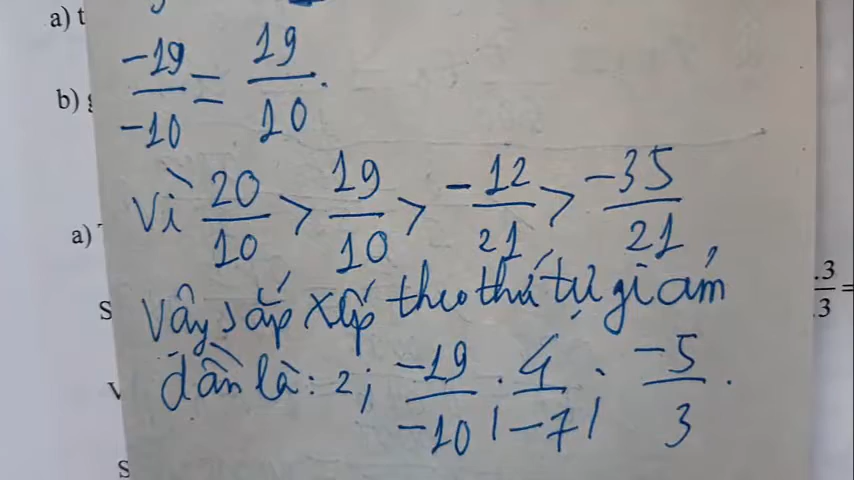 a) t
-19/-10 = 19/10.
b) g
Vì 20/10 > 19/10 > -12/21 > -35/21
a)
.3/.3 =
Vậy sắp xếp theo thứ tự giảm
S
dần là: 2; -19/-10; 4/-7; -5/3.
V
S